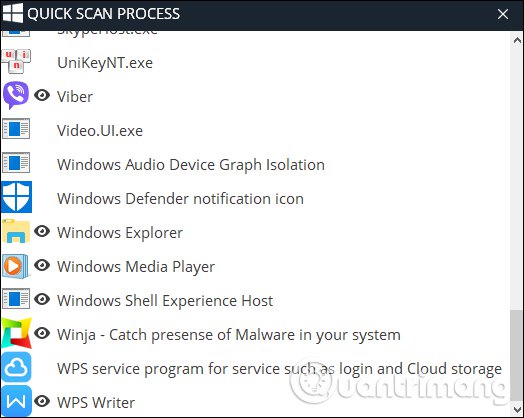 QUICK SCAN PROCESS
SkypeHost.exe
UniKeyNT.exe
Viber
Video.UI.exe
Windows Audio Device Graph Isolation
Windows Defender notification icon
Windows Explorer
Windows Media Player
Windows Shell Experience Host
Winja - Catch presense of Malware in your system
WPS service program for service such as login and Cloud storage
WPS Writer
Quantrimang